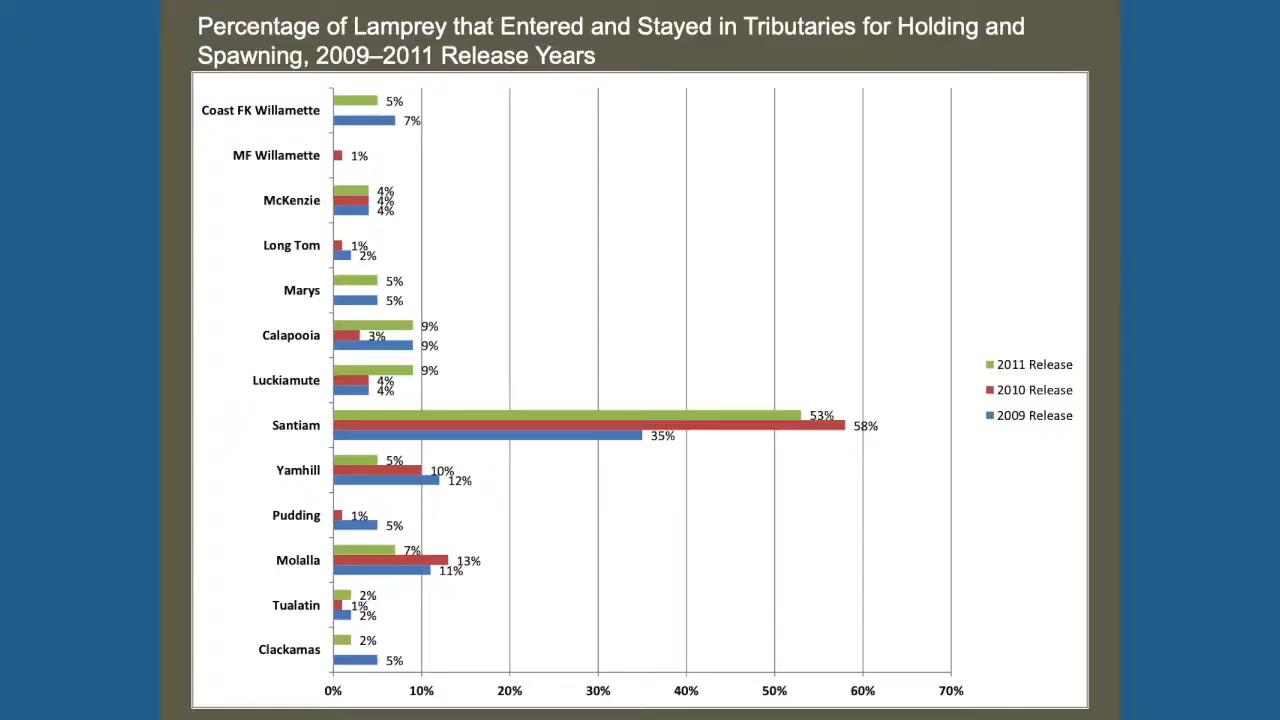 Percentage of Lamprey that Entered and Stayed in Tributaries for Holding and
Spawning, 2009–2011 Release Years
Coast FK Willamette
5%
7%
MF Willamette
1%
McKenzie
4%
4%
4%
Long Tom
1%
2%
Marys
5%
5%
Calapooia
9%
3%
9%
Luckiamute
9%
4%
4%
Santiam
53%
58%
35%
Yamhill
5%
10%
12%
Pudding
1%
5%
Molalla
7%
13%
11%
Tualatin
2%
1%
2%
Clackamas
2%
5%
0% 10% 20% 30% 40% 50% 60% 70%
2011 Release
2010 Release
2009 Release